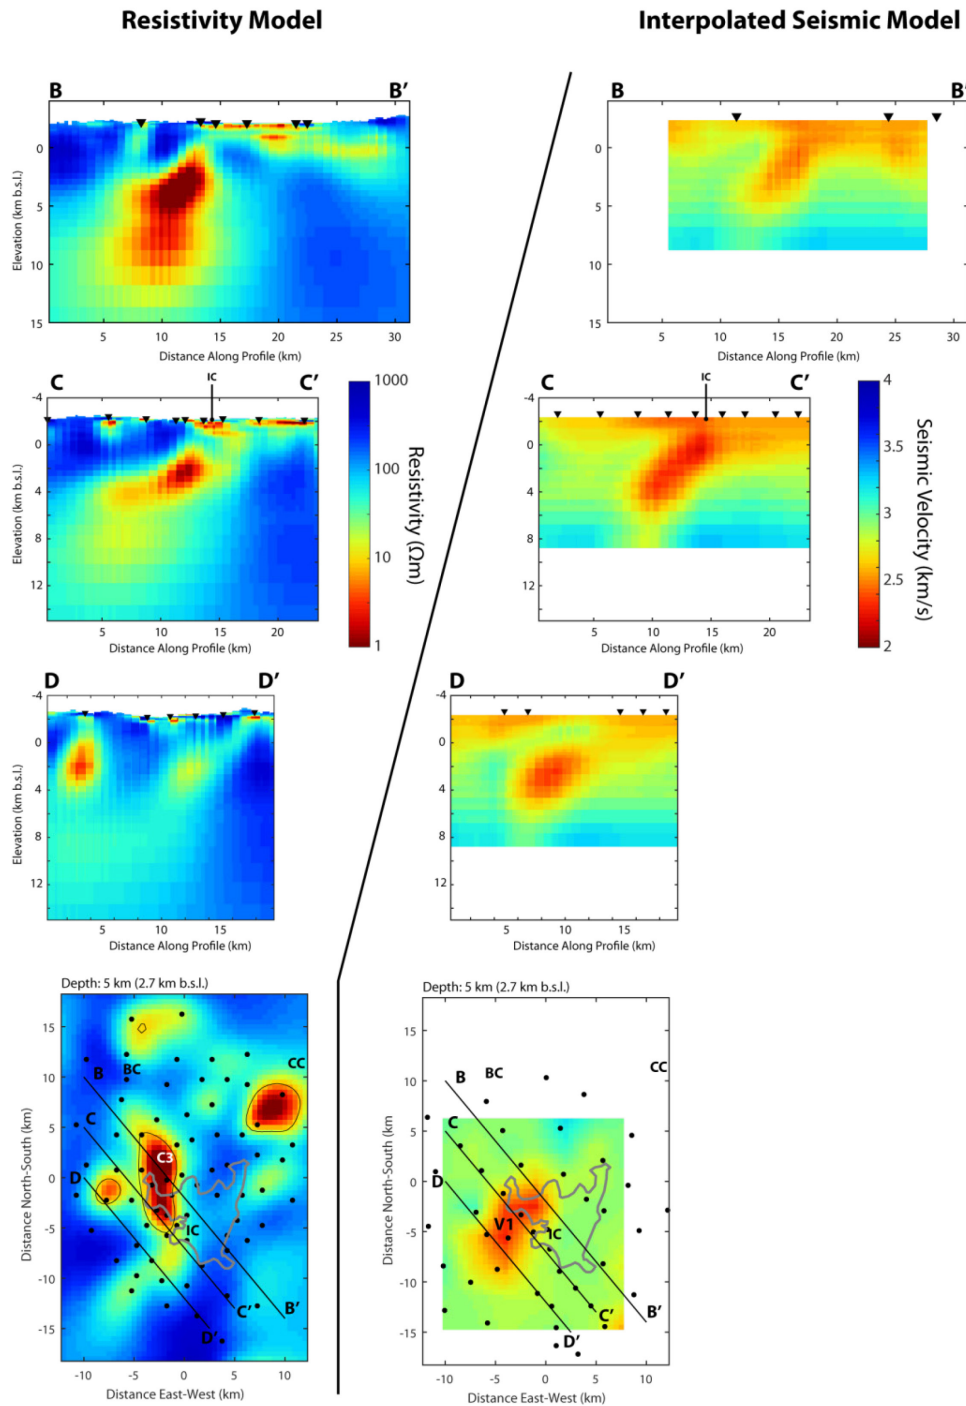 Resistivity Model
Interpolated Seismic Model
B B'
Elevation (km b.s.l.)
0
5
10
15
5 10 15 20 25 30
Distance Along Profile (km)
B B'
0
5
10
15
5 10 15 20 25 30
Distance Along Profile (km)
C IC C'
Elevation (km b.s.l.)
-4
0
4
8
12
5 10 15 20
Distance Along Profile (km)
1000
100
10
1
Resistivity (Ωm)
C IC C'
-4
0
4
8
12
5 10 15 20
Distance Along Profile (km)
4
3.5
3
2.5
2
Seismic Velocity (km/s)
D D'
Elevation (km b.s.l.)
-4
0
4
8
12
5 10 15
Distance Along Profile (km)
D D'
-4
0
4
8
12
5 10 15
Distance Along Profile (km)
Depth: 5 km (2.7 km b.s.l.)
Distance North-South (km)
15
10
5
0
-5
-10
-15
B BC CC
C
D
C3
IC
B'
C'
D'
-10 -5 0 5 10
Distance East-West (km)
Depth: 5 km (2.7 km b.s.l.)
Distance North-South (km)
15
10
5
0
-5
-10
-15
B BC CC
C
D
V1
IC
B'
C'
D'
-10 -5 0 5 10
Distance East-West (km)